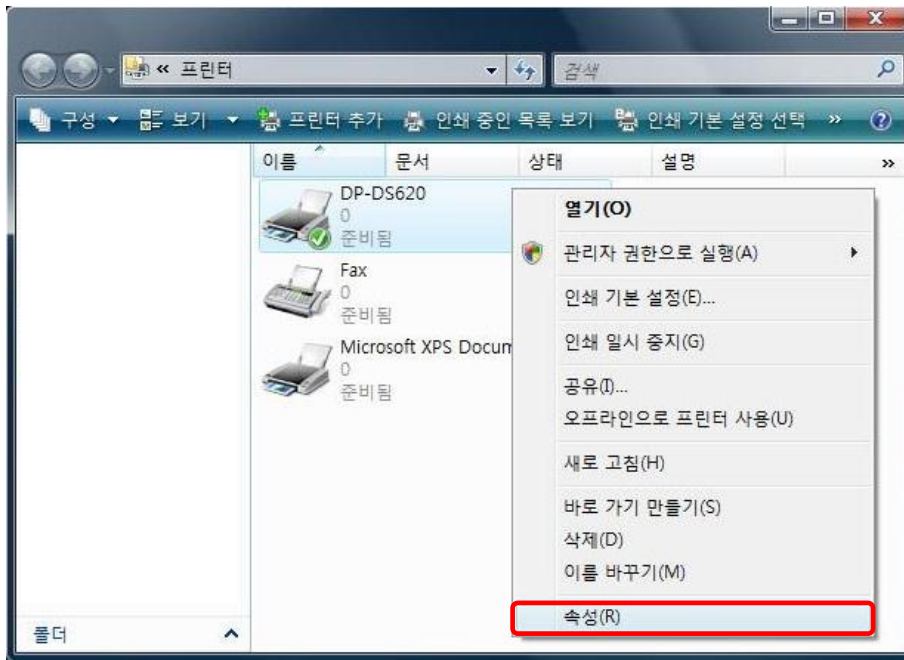 « 프린터
검색
구성 보기 프린터 추가 인쇄 중인 목록 보기 인쇄 기본 설정 선택 »
이름 문서 상태 설명 »
DP-DS620
0
준비됨
Fax
0
준비됨
Microsoft XPS Docum
0
준비됨
열기(O)
관리자 권한으로 실행(A)
인쇄 기본 설정(E)...
인쇄 일시 중지(G)
공유(I)...
오프라인으로 프린터 사용(U)
새로 고침(H)
바로 가기 만들기(S)
삭제(D)
이름 바꾸기(M)
속성(R)
폴더